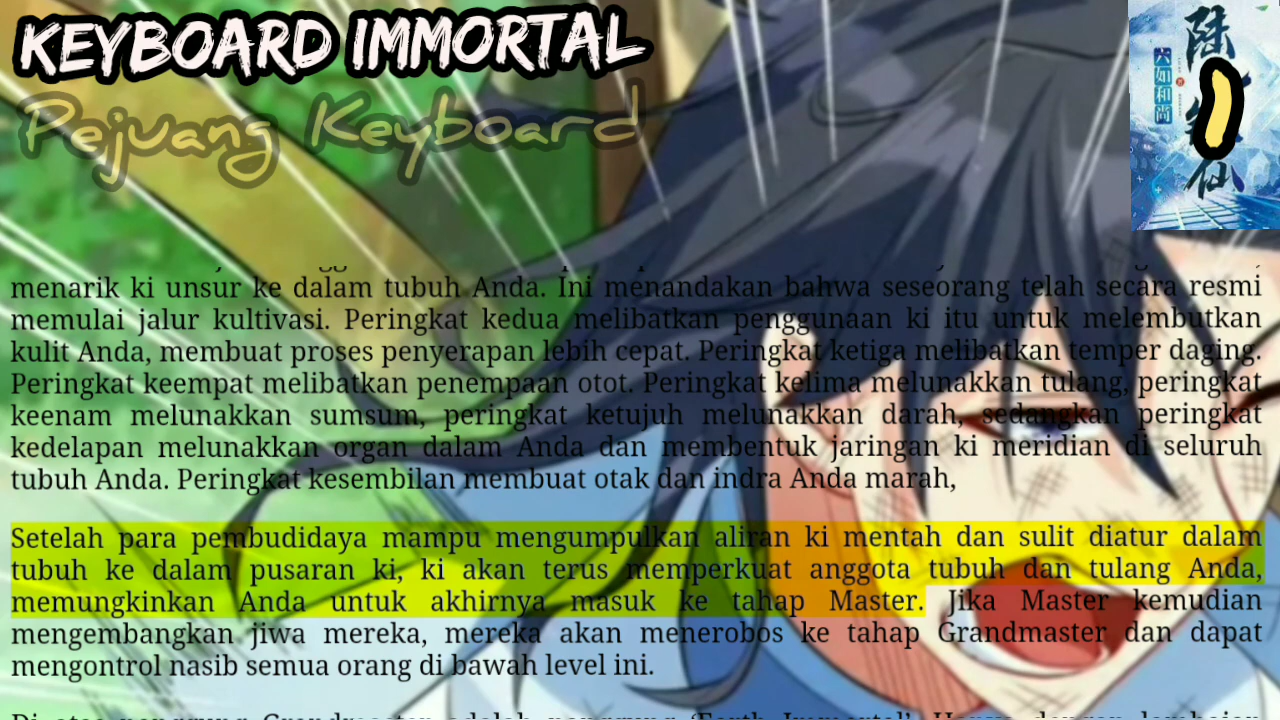 KEYBOARD IMMORTAL
Pejuang Keyboard
陆
仙
六如和尚
menarik ki unsur ke dalam tubuh Anda. Ini menandakan bahwa seseorang telah secara resmi
memulai jalur kultivasi. Peringkat kedua melibatkan penggunaan ki itu untuk melembutkan
kulit Anda, membuat proses penyerapan lebih cepat. Peringkat ketiga melibatkan temper daging.
Peringkat keempat melibatkan penempaan otot. Peringkat kelima melunakkan tulang, peringkat
keenam melunakkan sumsum, peringkat ketujuh melunakkan darah, sedangkan peringkat
kedelapan melunakkan organ dalam Anda dan membentuk jaringan ki meridian di seluruh
tubuh Anda. Peringkat kesembilan membuat otak dan indra Anda marah,
Setelah para pembudidaya mampu mengumpulkan aliran ki mentah dan sulit diatur dalam
tubuh ke dalam pusaran ki, ki akan terus memperkuat anggota tubuh dan tulang Anda,
memungkinkan Anda untuk akhirnya masuk ke tahap Master. Jika Master kemudian
mengembangkan jiwa mereka, mereka akan menerobos ke tahap Grandmaster dan dapat
mengontrol nasib semua orang di bawah level ini.